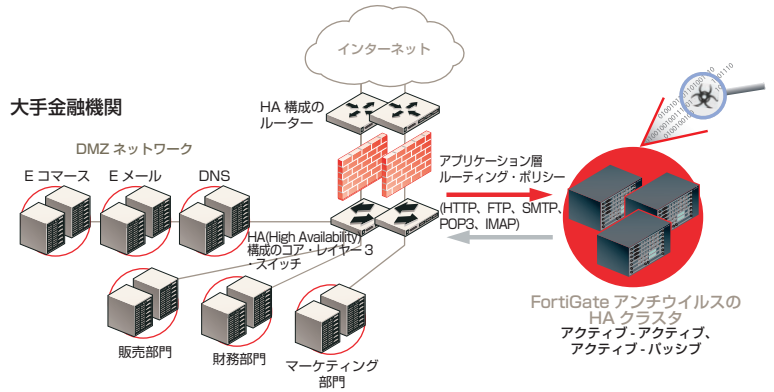 インターネット
大手金融機関
HA 構成の
ルーター
DMZ ネットワーク
E コマース
E メール
DNS
アプリケーション層
ルーティング・ポリシー
(HTTP、FTP、SMTP、
POP3、IMAP)
HA(High Availability)
構成のコア・レイヤー 3
・スイッチ
販売部門
財務部門
マーケティング
部門
FortiGate アンチウイルスの
HA クラスタ
アクティブ - アクティブ、
アクティブ - パッシブ